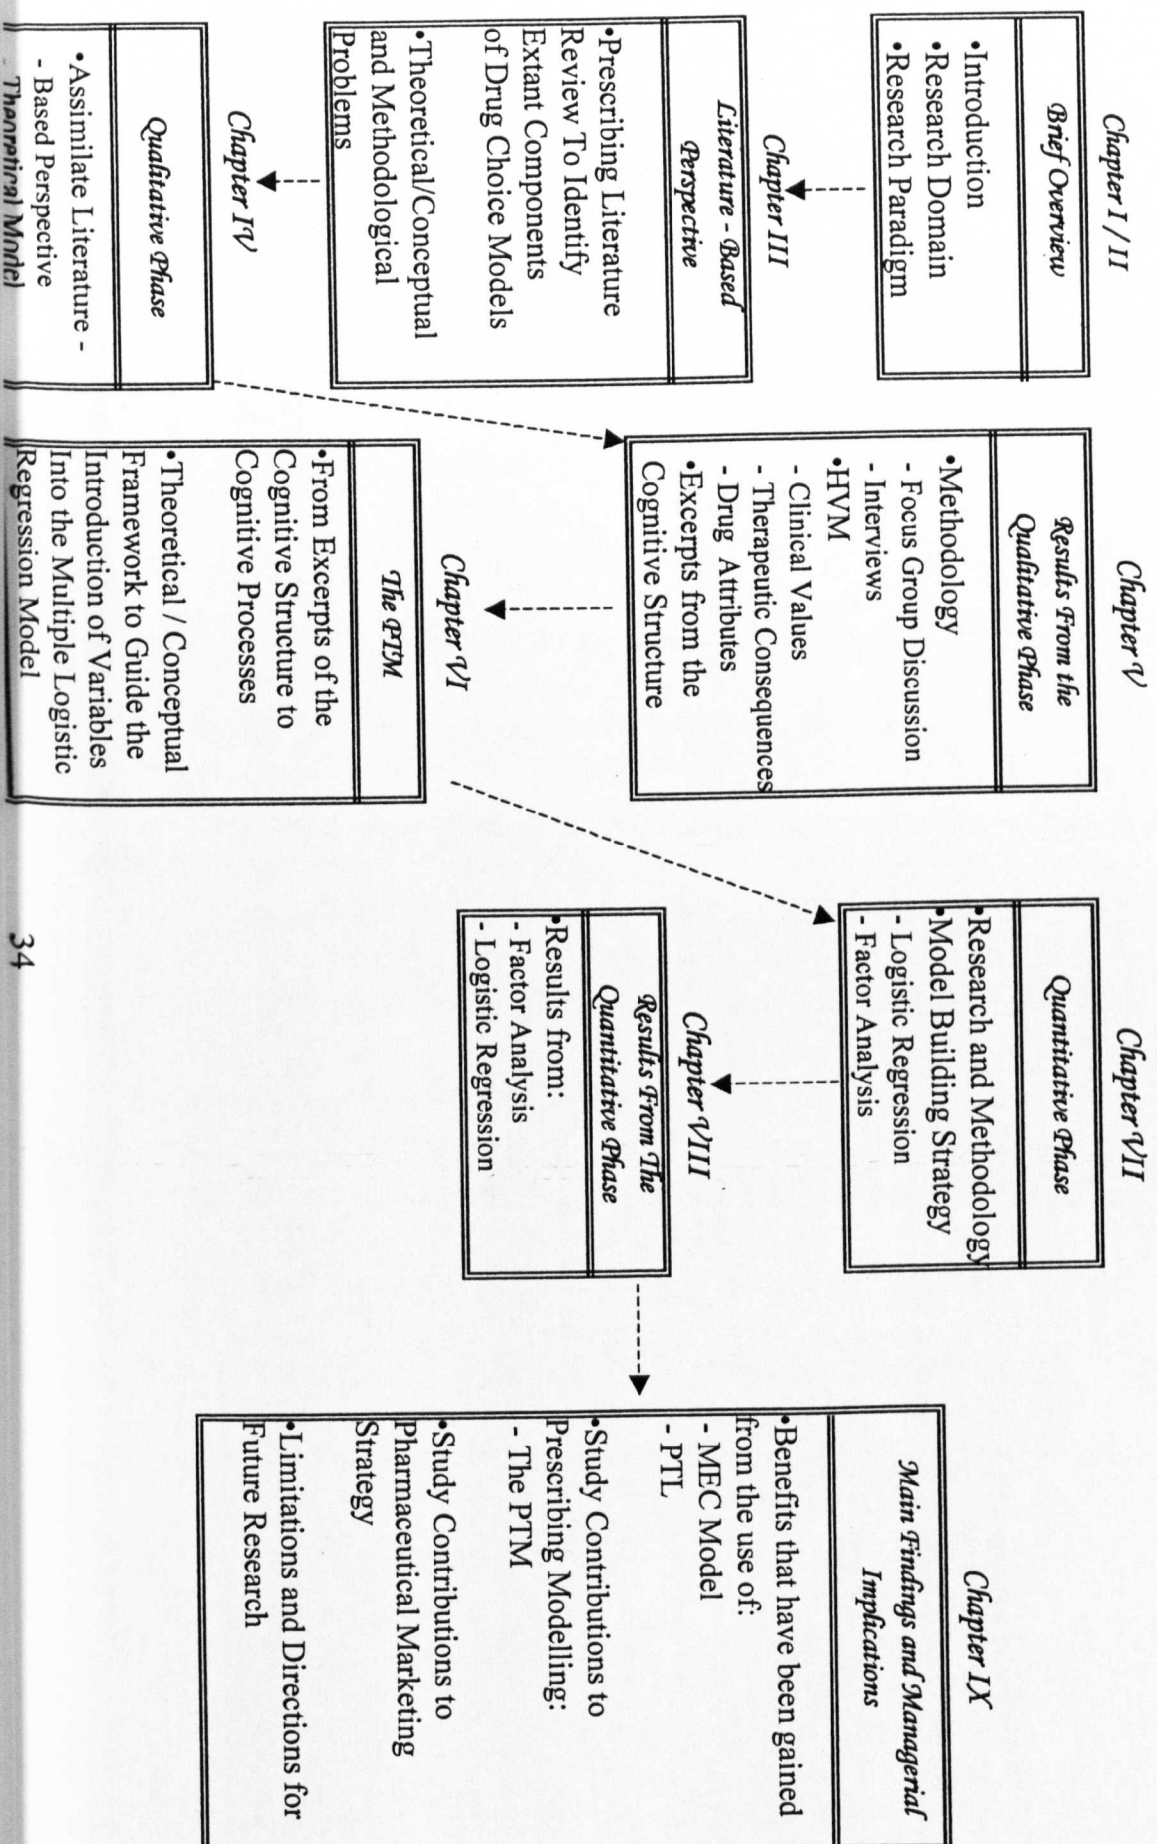 Chapter I / II
Brief Overview
•Introduction
•Research Domain
•Research Paradigm
Chapter III
Literature - Based
Perspective
•Prescribing Literature
Review To Identify
Extant Components
of Drug Choice Models
•Theoretical/Conceptual
and Methodological
Problems
Chapter IV
Qualitative Phase
•Assimilate Literature -
- Based Perspective
- Theoretical Model
Chapter V
Results From the
Qualitative Phase
•Methodology
- Focus Group Discussion
- Interviews
•HVM
- Clinical Values
- Therapeutic Consequences
- Drug Attributes
•Excerpts from the
Cognitive Structure
Chapter VI
The PTM
•From Excerpts of the
Cognitive Structure to
Cognitive Processes
•Theoretical / Conceptual
Framework to Guide the
Introduction of Variables
Into the Multiple Logistic
Regression Model
Chapter VII
Quantitative Phase
•Research and Methodology
•Model Building Strategy
- Logistic Regression
- Factor Analysis
Chapter VIII
Results From The
Quantitative Phase
•Results from:
- Factor Analysis
- Logistic Regression
Chapter IX
Main Findings and Managerial
Implications
•Benefits that have been gained
from the use of:
- MEC Model
- PTL
•Study Contributions to
Prescribing Modelling:
- The PTM
•Study Contributions to
Pharmaceutical Marketing
Strategy
•Limitations and Directions for
Future Research
34